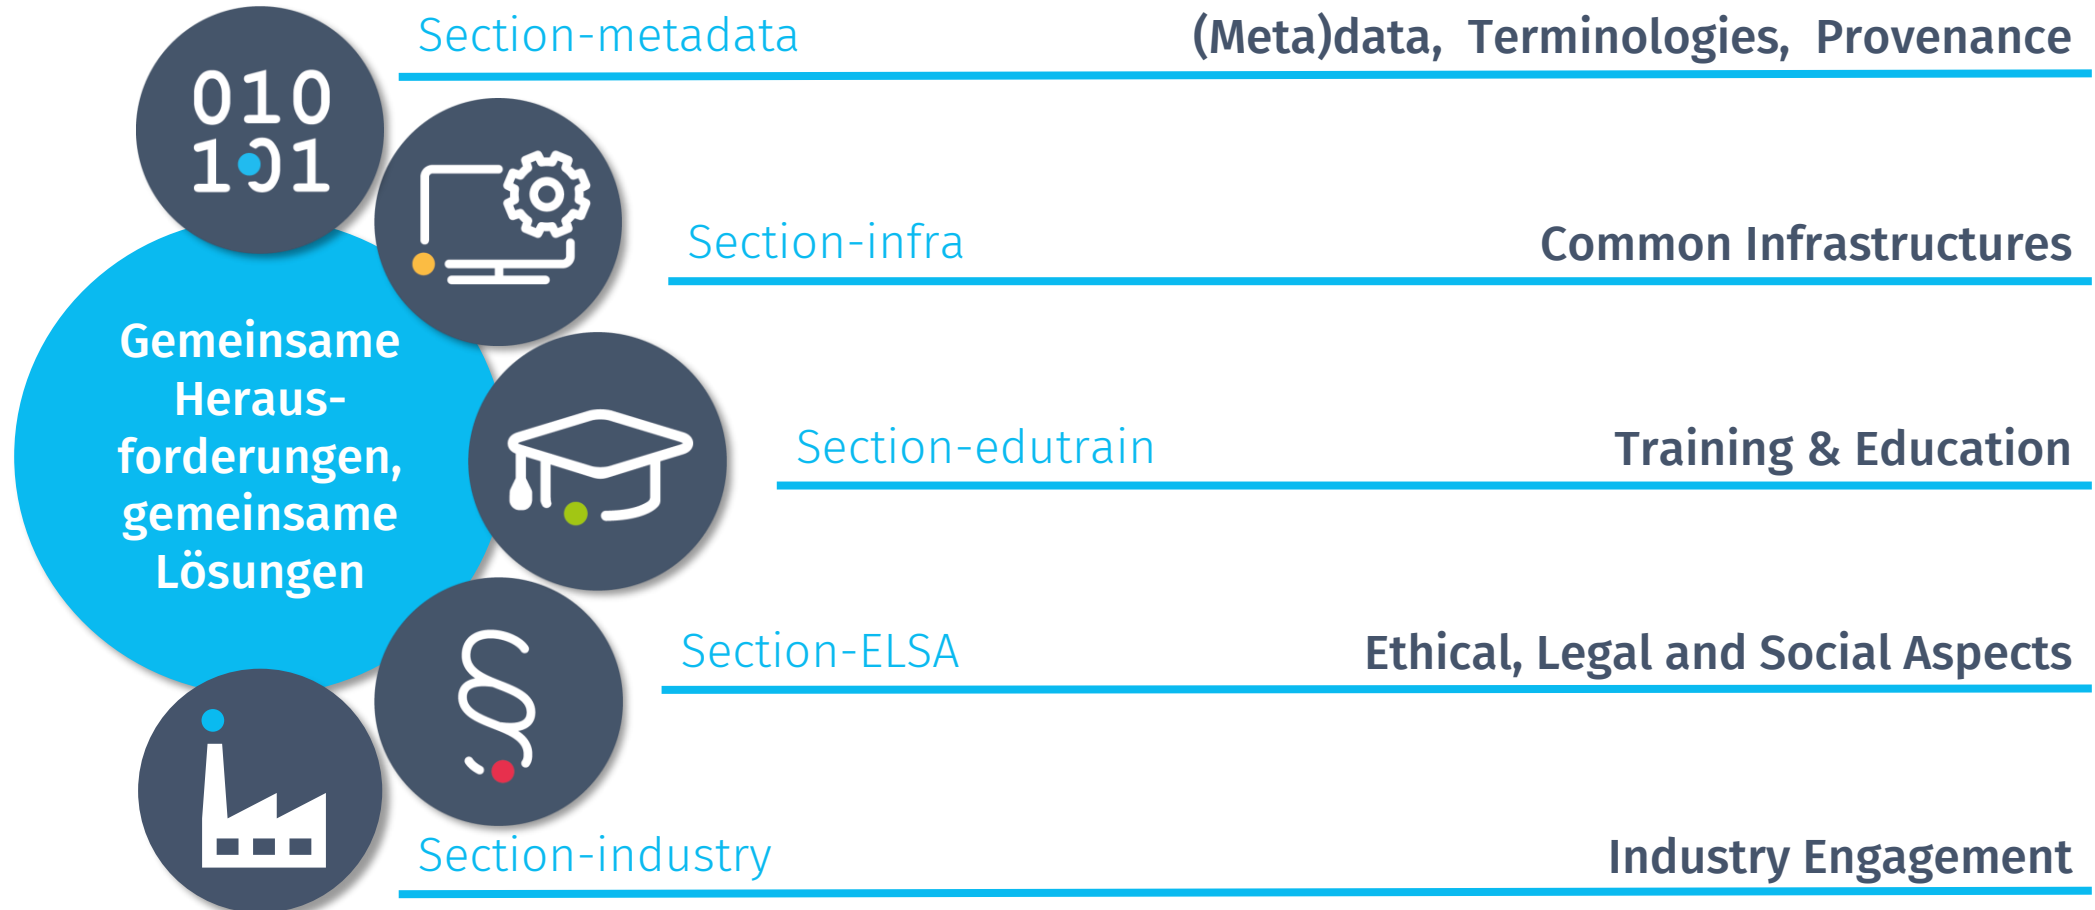 Section-metadata
(Meta)data, Terminologies, Provenance
010
101
Section-infra
Common Infrastructures
Gemeinsame
Heraus-
forderungen,
gemeinsame
Lösungen
Section-edutrain
Training & Education
§
Section-ELSA
Ethical, Legal and Social Aspects
Section-industry
Industry Engagement